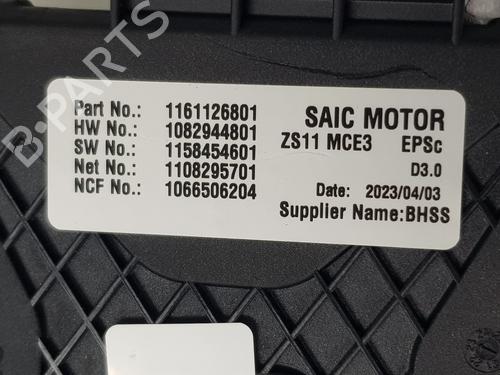 B-PARTS
Part No.: 1161126801
HW No.: 1082944801
SW No.: 1158454601
Net No.: 1108295701
NCF No.: 1066506204
SAIC MOTOR
ZS11 MCE3 EPSc
D3.0
Date: 2023/04/03
Supplier Name:BHSS